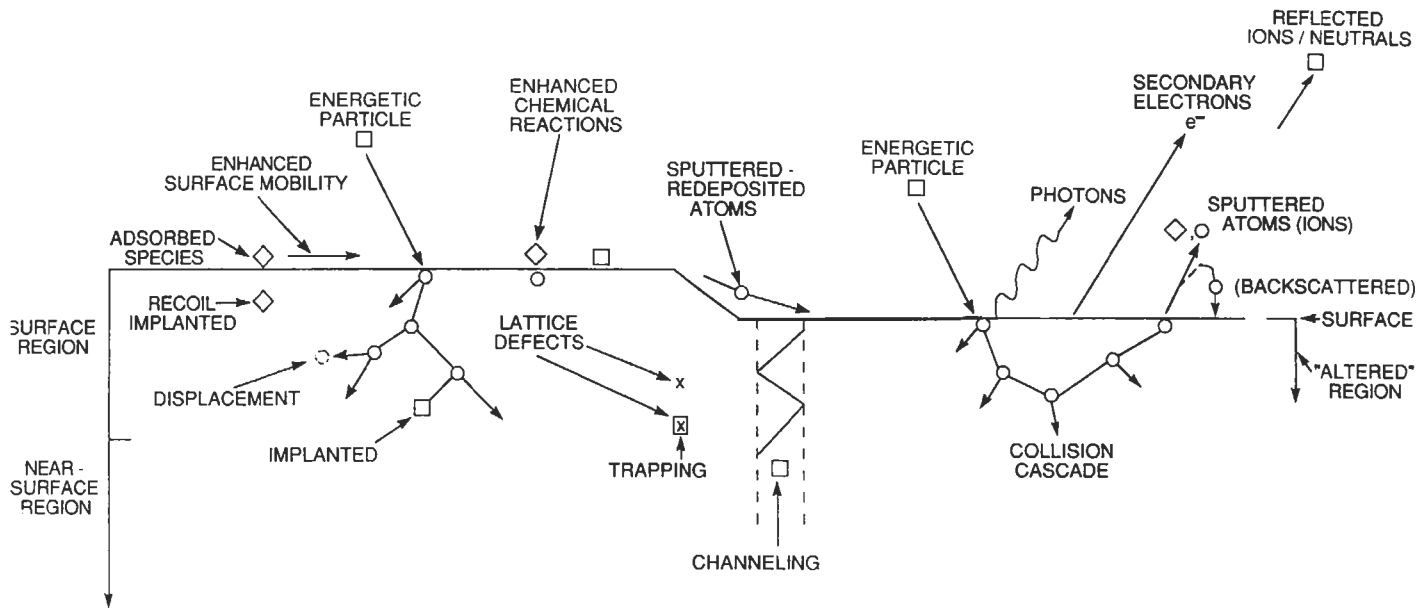 REFLECTED
IONS / NEUTRALS
SECONDARY
ELECTRONS
e−
ENHANCED
CHEMICAL
REACTIONS
ENERGETIC
PARTICLE
ENHANCED
SURFACE MOBILITY
SPUTTERED -
REDEPOSITED
ATOMS
ENERGETIC
PARTICLE
PHOTONS
SPUTTERED
ATOMS (IONS)
ADSORBED
SPECIES
(BACKSCATTERED)
RECOIL
IMPLANTED
SURFACE
REGION
LATTICE
DEFECTS
SURFACE
x
"ALTERED"
REGION
DISPLACEMENT
x
IMPLANTED
TRAPPING
COLLISION
CASCADE
NEAR -
SURFACE
REGION
CHANNELING